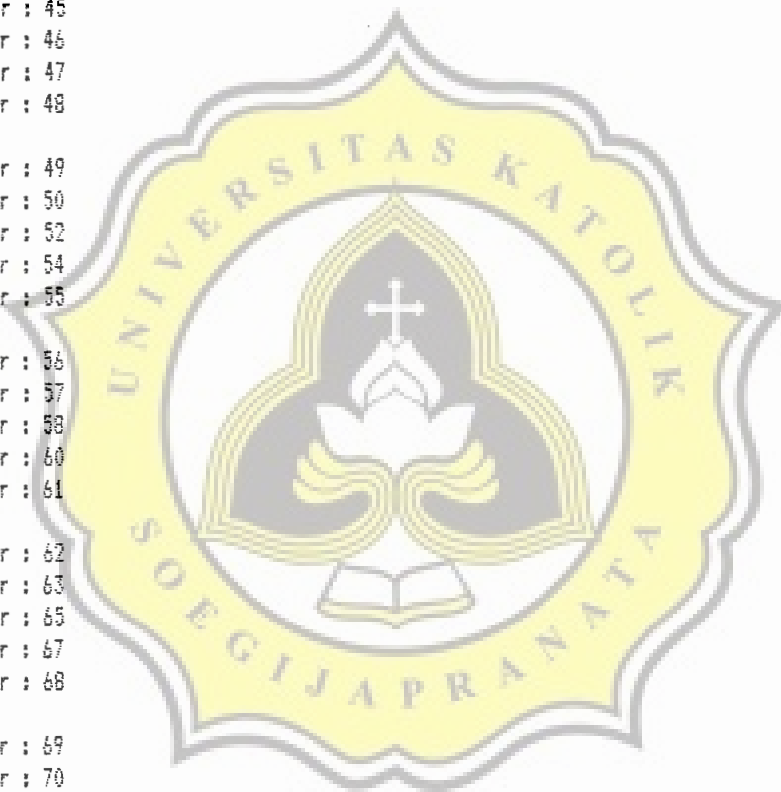 r : 45
r : 46
r : 47
r : 48
r : 49
r : 50
r : 52
r : 54
r : 55
r : 56
r : 57
r : 58
r : 60
r : 61
r : 62
r : 63
r : 65
r : 67
r : 68
r : 69
r : 70
UNIVERSITAS KATOLIK
SOEGIJAPRANATA